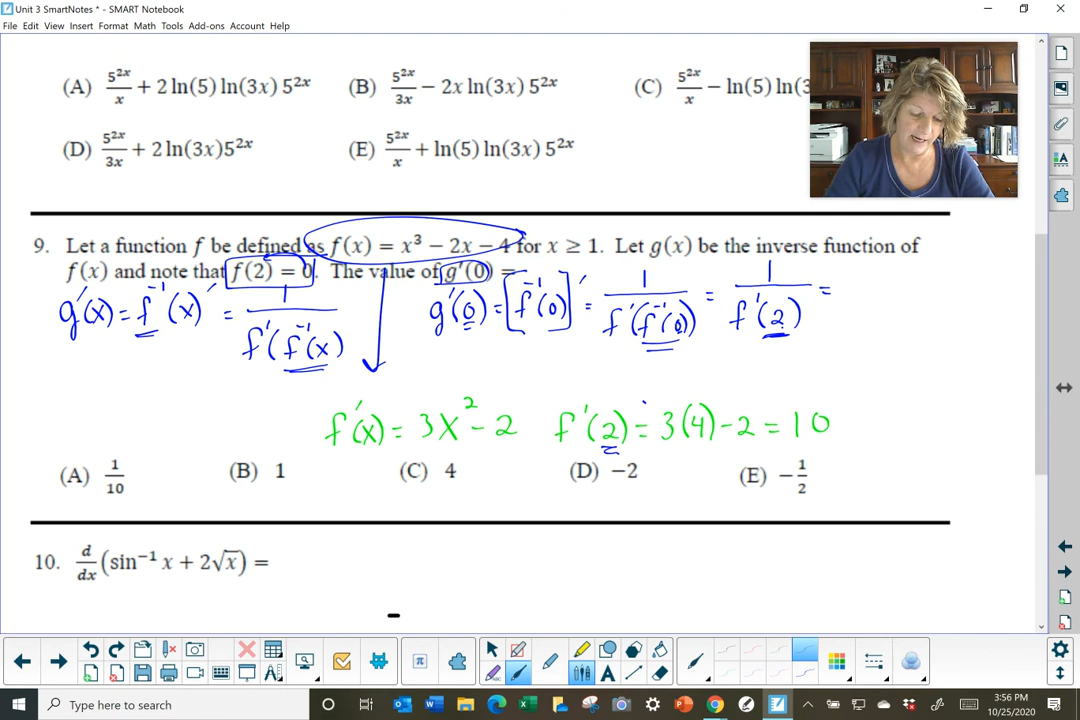 Unit 3 SmartNotes * - SMART Notebook
File Edit View Insert Format Math Tools Add-ons Account Help
(A) 5^{2x}/x + 2 ln(5) ln(3x) 5^{2x} (B) 5^{2x}/3x − 2x ln(3x) 5^{2x} (C) 5^{2x}/x − ln(5) ln(3
(D) 5^{2x}/3x + 2 ln(3x)5^{2x} (E) 5^{2x}/x + ln(5) ln(3x) 5^{2x}
9. Let a function f be defined as f(x) = x³ − 2x − 4 for x ≥ 1. Let g(x) be the inverse function of
f(x) and note that f(2) = 0. The value of g′(0) =
g′(x) = f⁻¹(x)′ = 1/f′(f⁻¹(x)) g′(0) = [f⁻¹(0)]′ = 1/f′(f⁻¹(0)) = 1/f′(2) =
f′(x) = 3x² − 2 f′(2) = 3(4) − 2 = 10
(A) 1/10 (B) 1 (C) 4 (D) −2 (E) −1/2
10. d/dx (sin⁻¹ x + 2√x) =
Type here to search
3:56 PM
10/25/2020